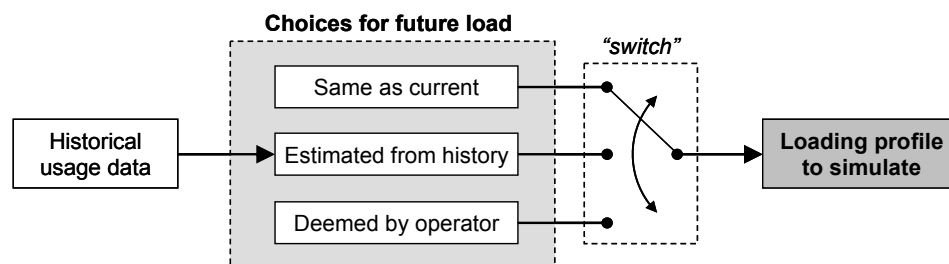 Choices for future load
“switch”
Same as current
Historical
usage data
Estimated from history
Loading profile
to simulate
Deemed by operator